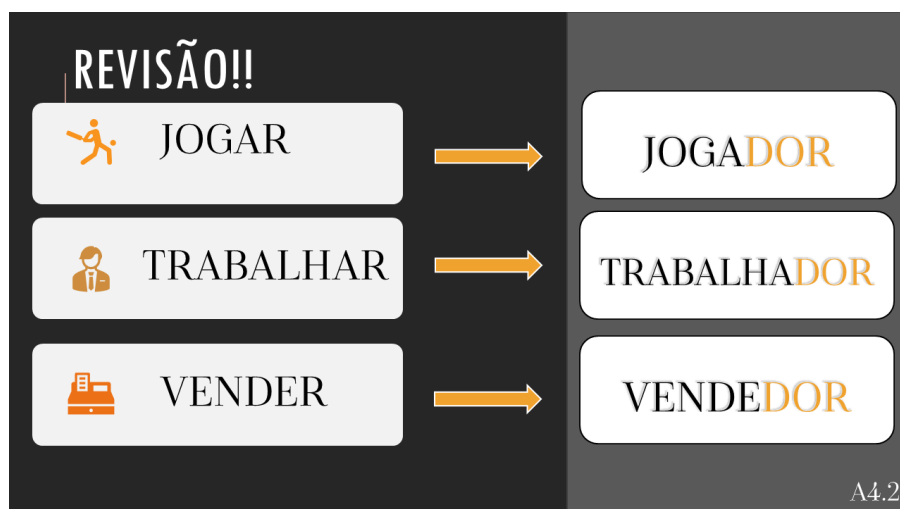 REVISÃO!!
JOGAR
JOGADOR
TRABALHAR
TRABALHADOR
VENDER
VENDEDOR
A4.2